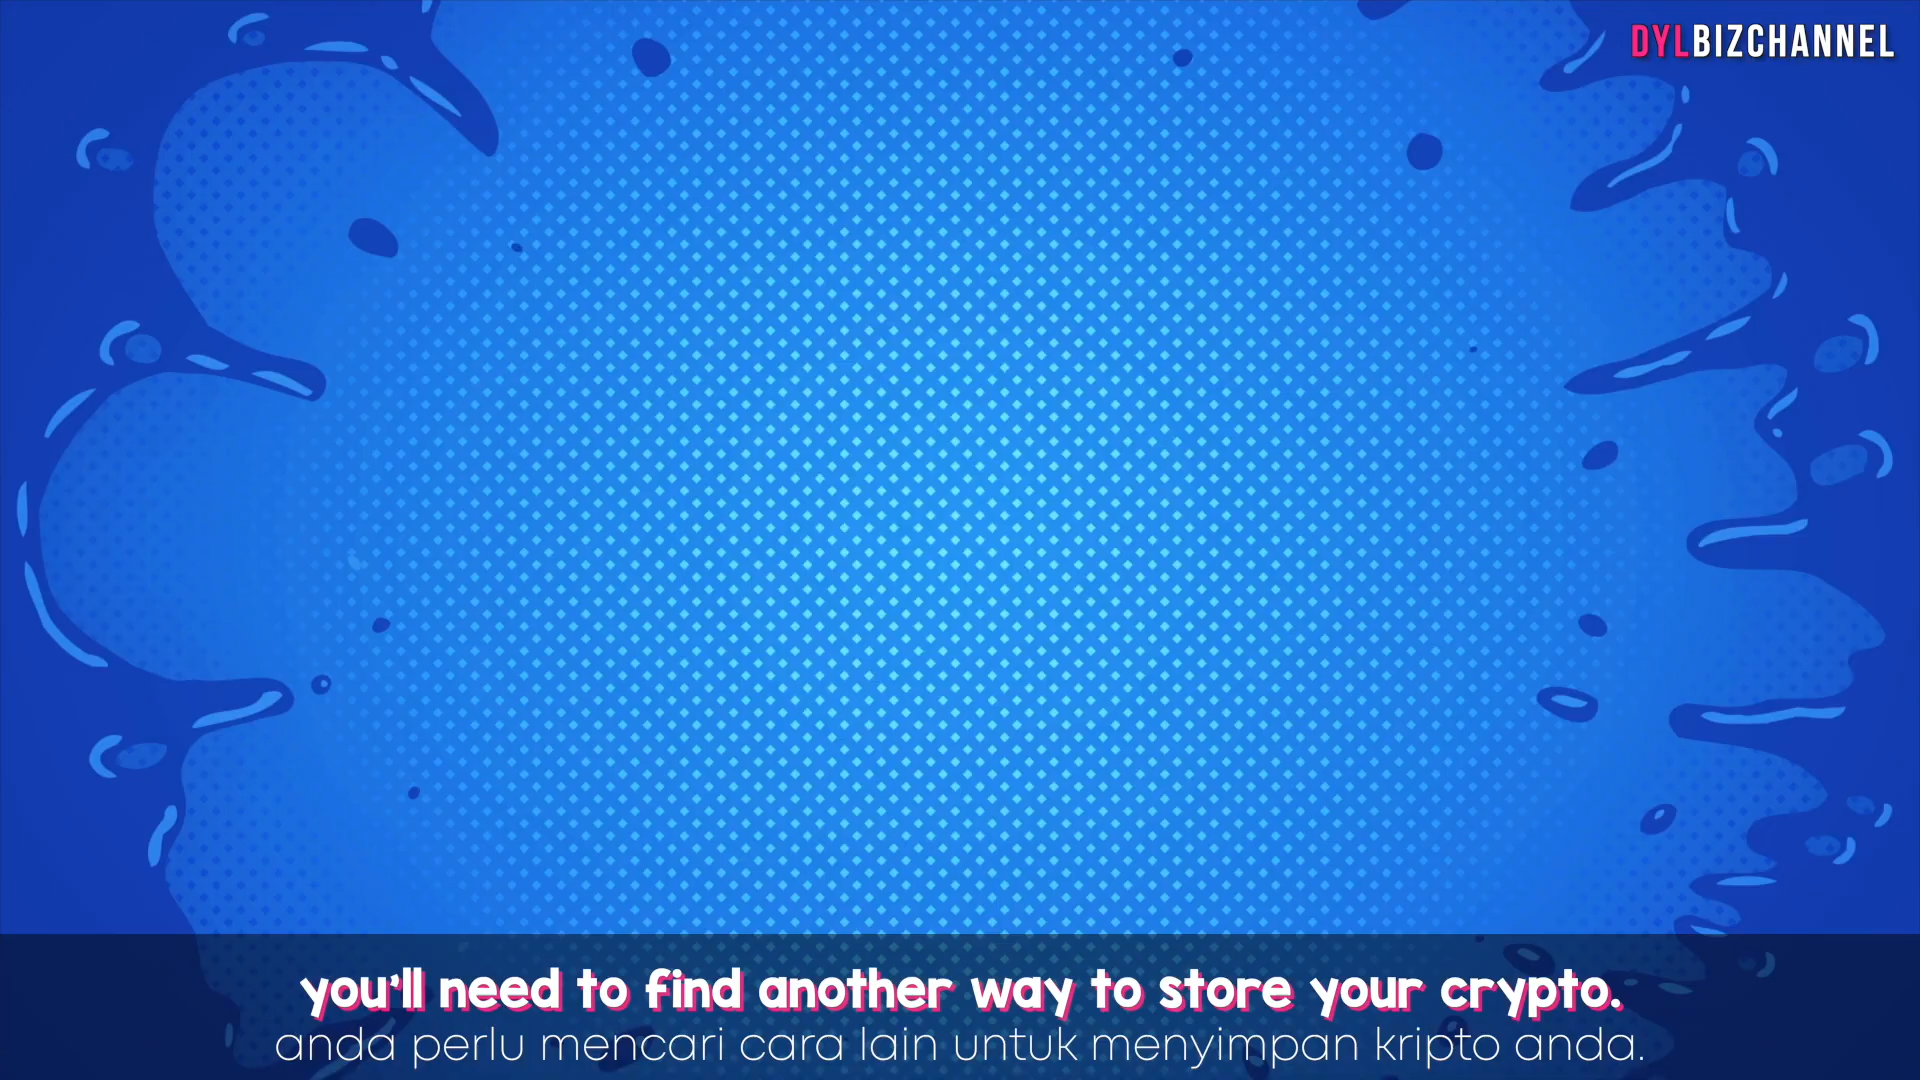 DYLBIZCHANNEL
you'll need to find another way to store your crypto.
anda perlu mencari cara lain untuk menyimpan kripto anda.